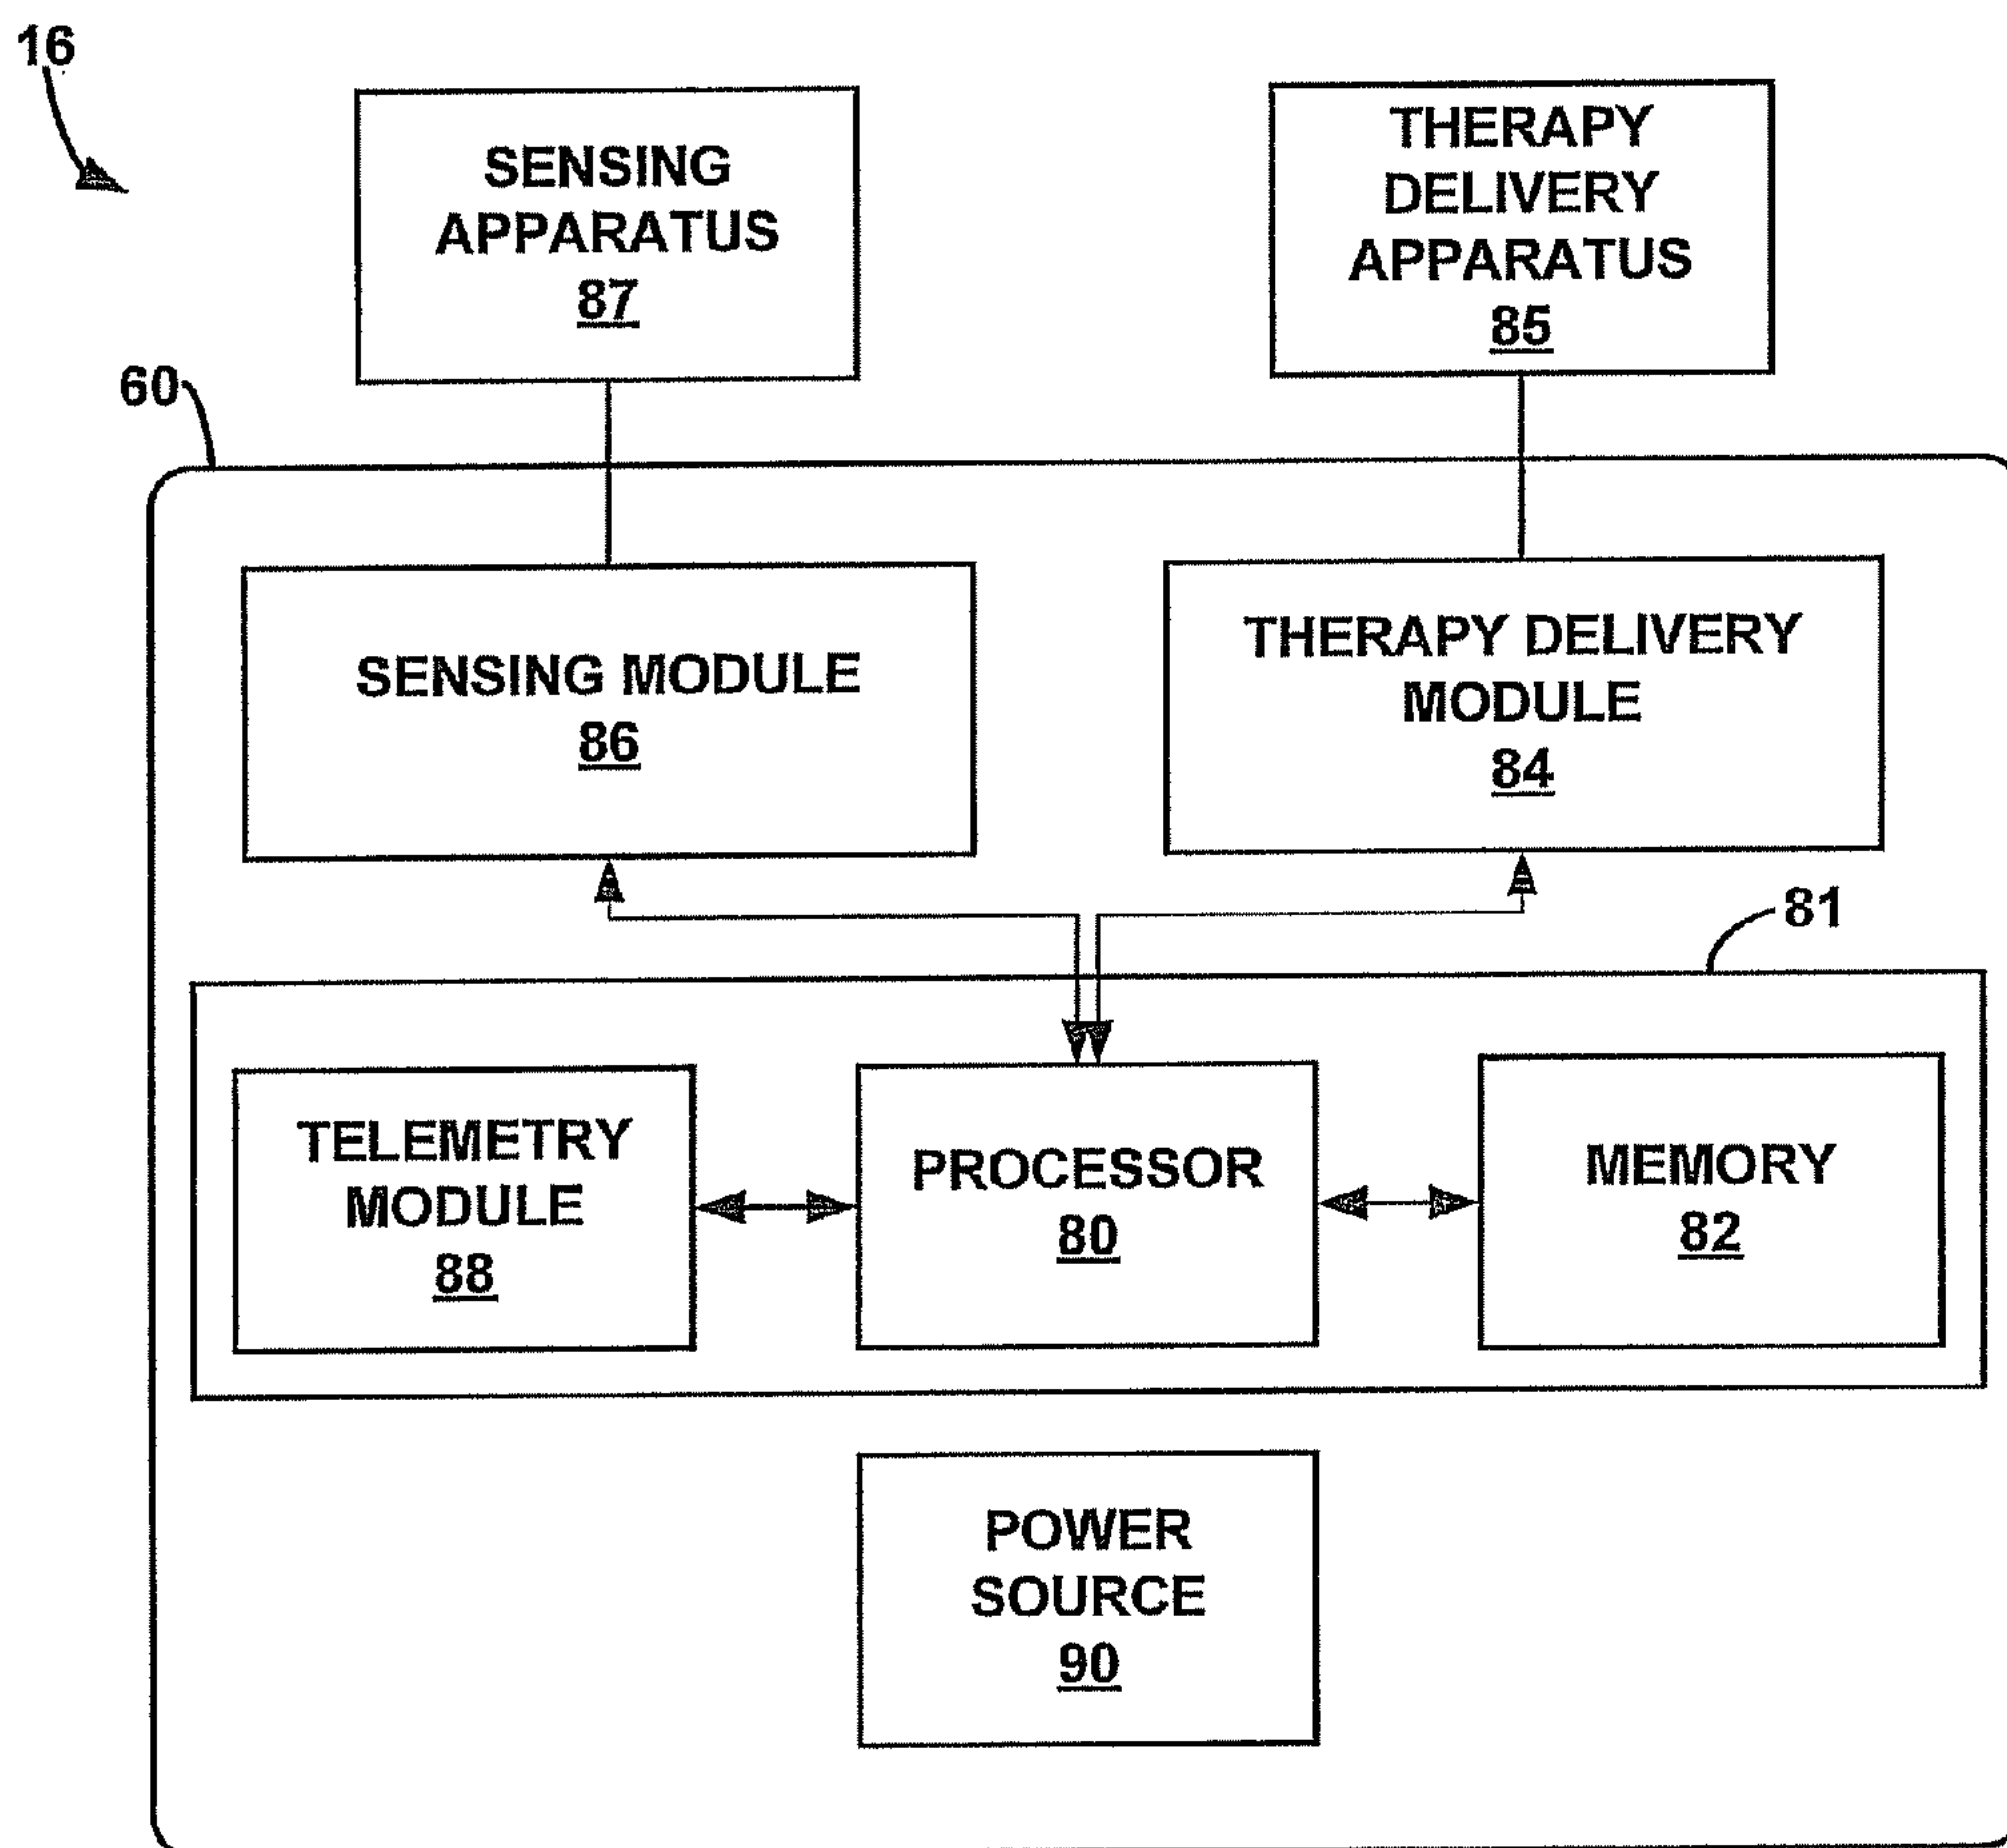 16
SENSING
APPARATUS
87
THERAPY
DELIVERY
APPARATUS
85
60
SENSING MODULE
86
THERAPY DELIVERY
MODULE
84
81
TELEMETRY
MODULE
88
PROCESSOR
80
MEMORY
82
POWER
SOURCE
90